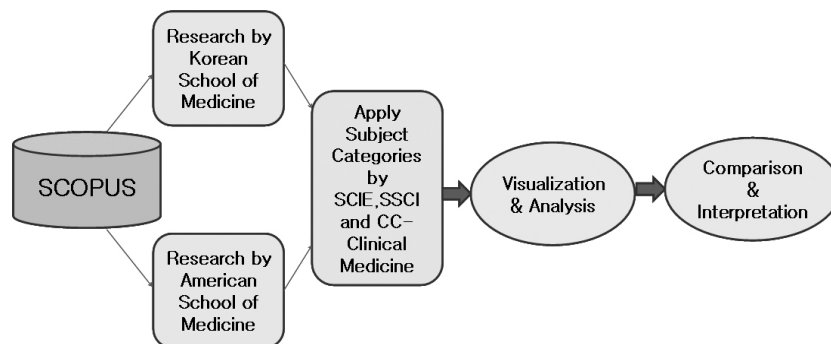 SCOPUS
Research by
Korean
School of
Medicine
Research by
American
School of
Medicine
Apply
Subject
Categories
by
SCIE,SSCI
and CC-
Clinical
Medicine
Visualization
& Analysis
Comparison
&
Interpretation